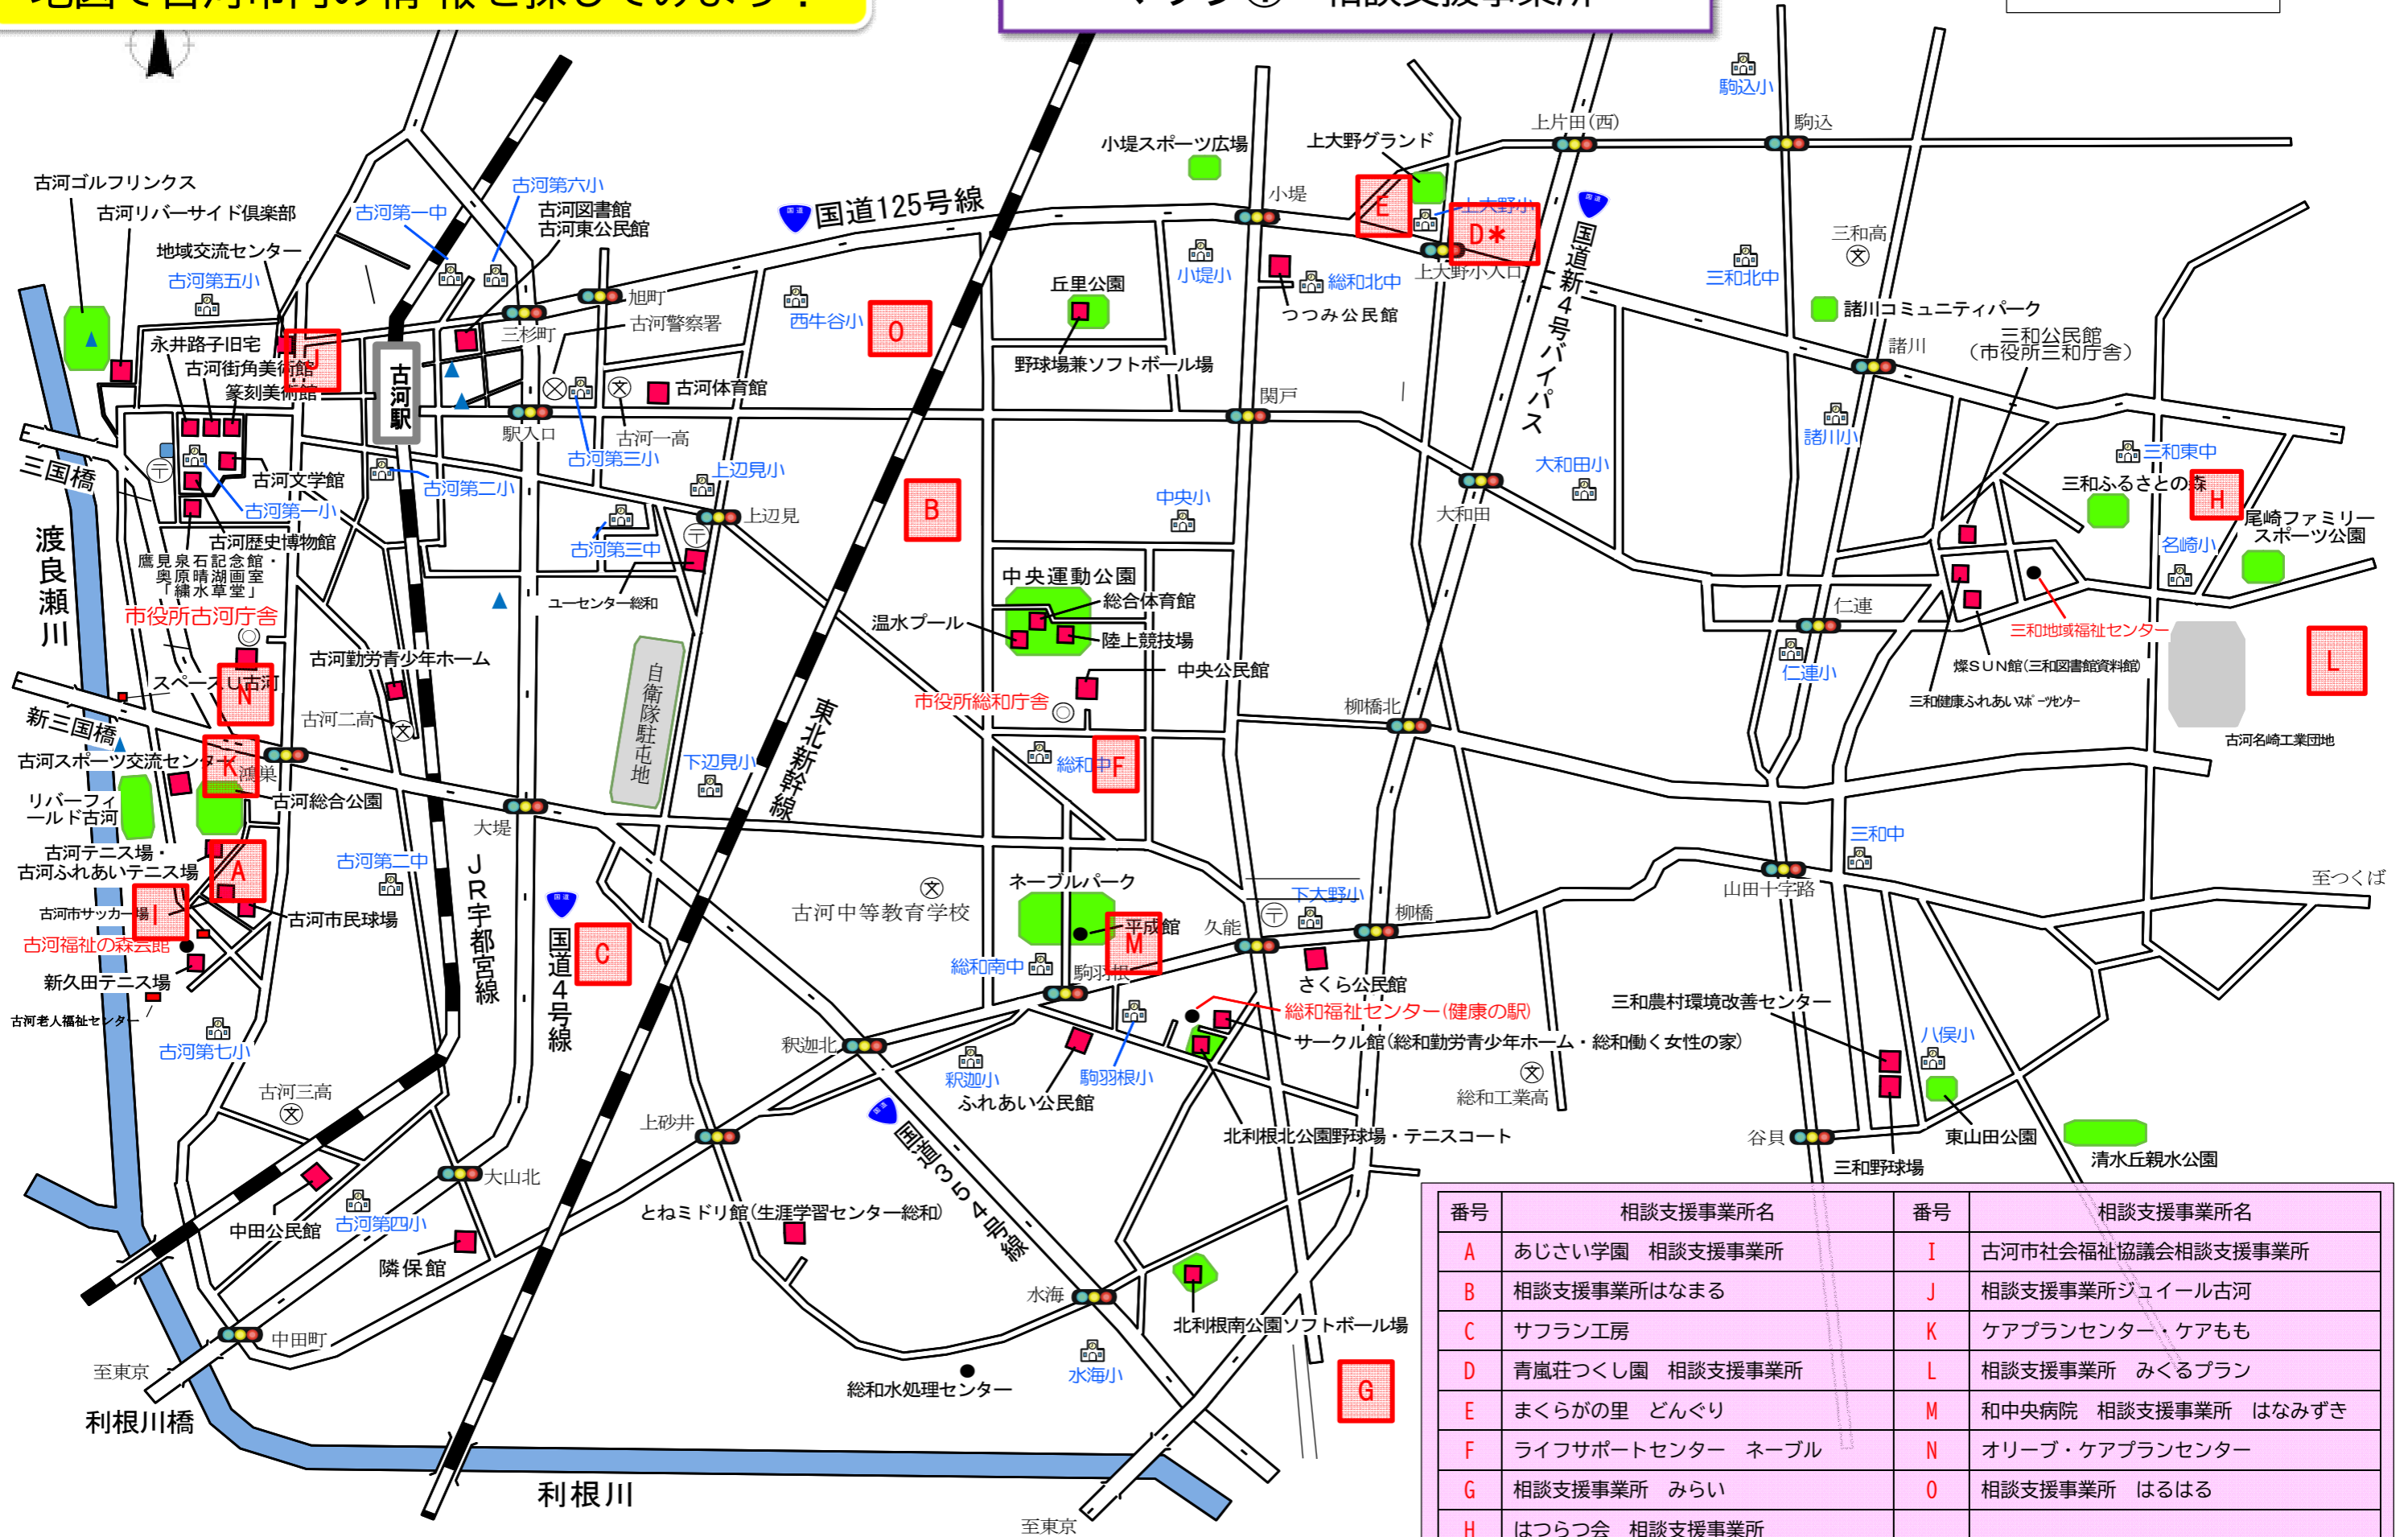 地図で古河市内の情報を探してみよう！
マップ① 相談支援事業所
駒込小
小堤スポーツ広場
上大野グランド
上片田(西)
駒込
古河ゴルフリンクス
古河リバーサイド倶楽部
地域交流センター
古河第五小
古河第一中
古河第六小
古河図書館
古河東公民館
国道125号線
小堤
E
上大野小
D*
上大野小入口
国道新4号バイパス
三和高
三和北中
旭町
三杉町
古河警察署
西牛谷小
O
丘里公園
野球場兼ソフトボール場
小堤小
総和北中
つつみ公民館
諸川コミュニティパーク
三和公民館
(市役所三和庁舎)
諸川
永井路子旧宅
古河街角美術館
篆刻美術館
J
古河駅
古河体育館
駅入口
古河一高
古河第三小
関戸
諸川小
三国橋
古河文学館
古河第一小
古河歴史博物館
鷹見泉石記念館・
奥原晴湖画室
「繍水草堂」
古河第二小
上辺見小
上辺見
古河第三中
ユーセンター総和
B
中央小
大和田小
大和田
三和東中
三和ふるさとの森
H
尾崎ファミリー
スポーツ公園
名崎小
渡良瀬川
市役所古河庁舎
スペースU古河
N
新三国橋
古河勤労青少年ホーム
古河二高
自衛隊駐屯地
東北新幹線
中央運動公園
総合体育館
温水プール
陸上競技場
中央公民館
市役所総和庁舎
仁連
仁連小
三和地域福祉センター
燦SUN館(三和図書館資料館)
三和健康ふれあいスポーツセンター
古河名崎工業団地
L
柳橋北
古河スポーツ交流センター
K
鴻巣
リバーフィ
ールド古河
古河総合公園
大堤
下辺見小
総和中
F
古河テニス場・
古河ふれあいテニス場
A
古河第二中
JR宇都宮線
国道4号線
C
古河市サッカー場
I
古河市民球場
古河福祉の森会館
新久田テニス場
古河老人福祉センター
古河第七小
古河中等教育学校
ネーブルパーク
平成館
M
総和南中
駒羽根
久能
下大野小
柳橋
さくら公民館
三和中
山田十字路
至つくば
総和福祉センター(健康の駅)
サークル館(総和勤労青少年ホーム・総和働く女性の家)
三和農村環境改善センター
八俣小
釈迦北
釈迦小
ふれあい公民館
駒羽根小
北利根北公園野球場・テニスコート
総和工業高
古河三高
上砂井
谷貝
三和野球場
東山田公園
清水丘親水公園
大山北
中田公民館
古河第四小
隣保館
とねミドリ館(生涯学習センター総和)
国道354号線
水海
北利根南公園ソフトボール場
水海小
総和水処理センター
G
中田町
至東京
利根川橋
利根川
至東京
番号 相談支援事業所名 番号 相談支援事業所名
A あじさい学園 相談支援事業所 I 古河市社会福祉協議会相談支援事業所
B 相談支援事業所はなまる J 相談支援事業所ジュイール古河
C サフラン工房 K ケアプランセンター・ケアもも
D 青嵐荘つくし園 相談支援事業所 L 相談支援事業所 みくるプラン
E まくらがの里 どんぐり M 和中央病院 相談支援事業所 はなみずき
F ライフサポートセンター ネーブル N オリーブ・ケアプランセンター
G 相談支援事業所 みらい O 相談支援事業所 はるはる
H はつらつ会 相談支援事業所